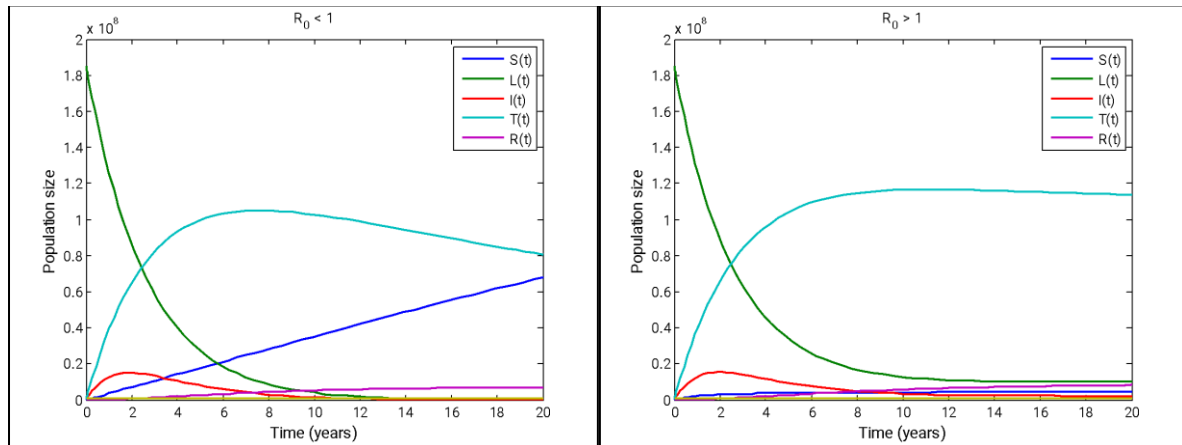 R0 < 1
x 10^8
2
1.8
1.6
1.4
1.2
1
0.8
0.6
0.4
0.2
0
Population size
S(t)
L(t)
I(t)
T(t)
R(t)
0 2 4 6 8 10 12 14 16 18 20
Time (years)
R0 > 1
x 10^8
2
1.8
1.6
1.4
1.2
1
0.8
0.6
0.4
0.2
0
Population size
S(t)
L(t)
I(t)
T(t)
R(t)
0 2 4 6 8 10 12 14 16 18 20
Time (years)